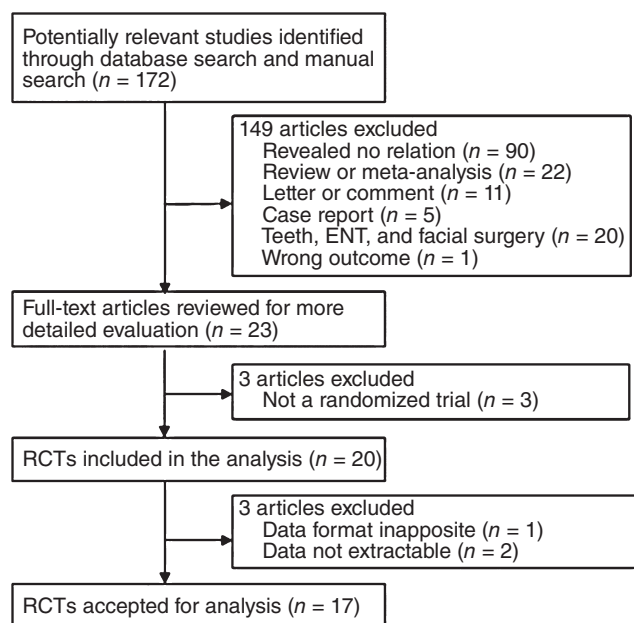 Potentially relevant studies identified
through database search and manual
search (n = 172)
149 articles excluded
Revealed no relation (n = 90)
Review or meta-analysis (n = 22)
Letter or comment (n = 11)
Case report (n = 5)
Teeth, ENT, and facial surgery (n = 20)
Wrong outcome (n = 1)
Full-text articles reviewed for more
detailed evaluation (n = 23)
3 articles excluded
Not a randomized trial (n = 3)
RCTs included in the analysis (n = 20)
3 articles excluded
Data format inapposite (n = 1)
Data not extractable (n = 2)
RCTs accepted for analysis (n = 17)